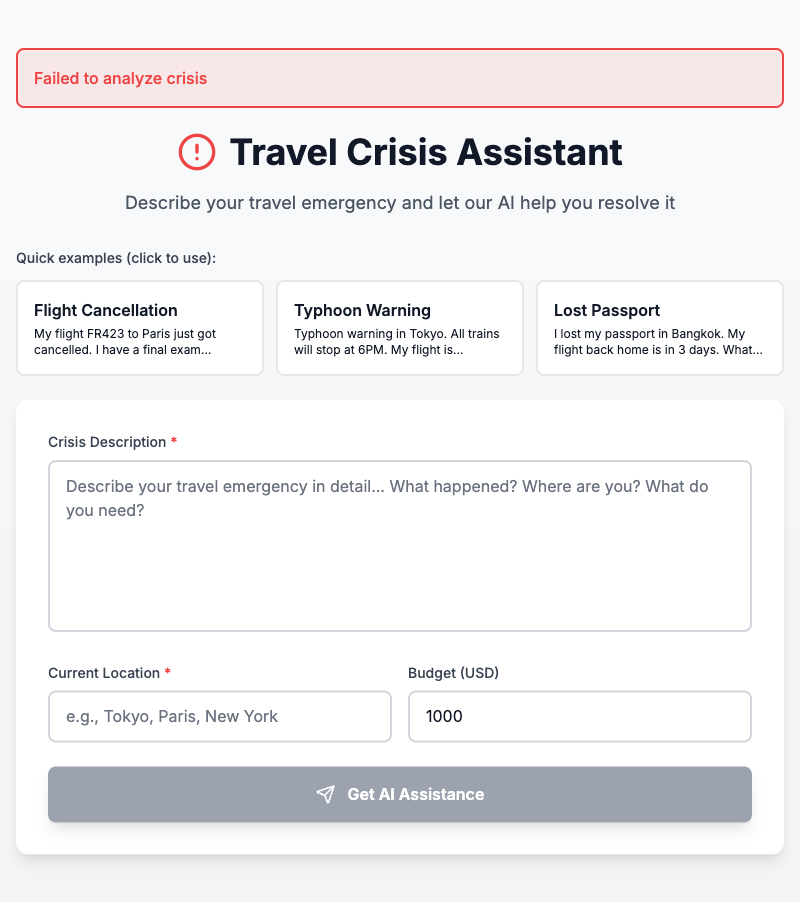 Failed to analyze crisis
Travel Crisis Assistant
Describe your travel emergency and let our AI help you resolve it
Quick examples (click to use):
Flight Cancellation
My flight FR423 to Paris just got
cancelled. I have a final exam...
Typhoon Warning
Typhoon warning in Tokyo. All trains
will stop at 6PM. My flight is...
Lost Passport
I lost my passport in Bangkok. My
flight back home is in 3 days. What...
Crisis Description *
Describe your travel emergency in detail... What happened? Where are you? What do
you need?
Current Location *
e.g., Tokyo, Paris, New York
Budget (USD)
1000
Get AI Assistance